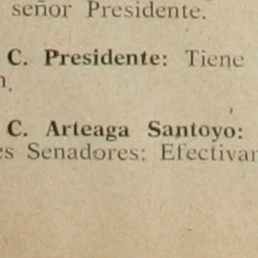 señor Presidente.
C. Presidente: Tiene
n.
C. Arteaga Santoyo:
es Senadores: Efectivar